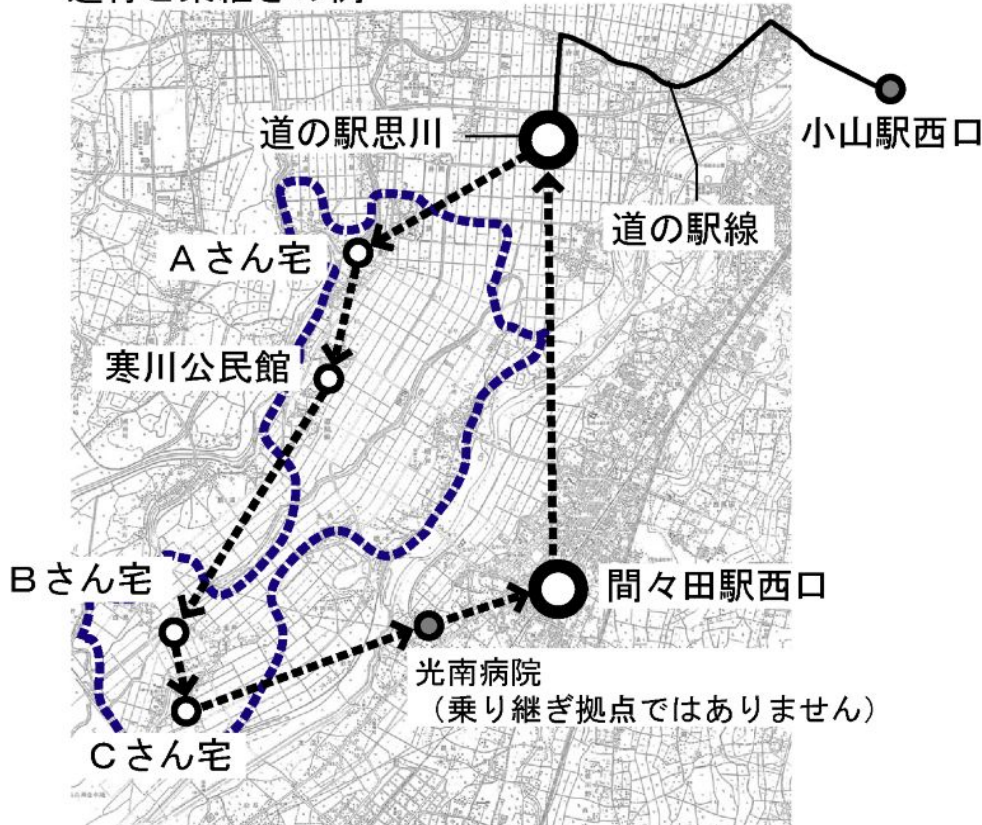 道の駅思川
小山駅西口
道の駅線
Aさん宅
寒川公民館
Bさん宅
間々田駅西口
光南病院
（乗り継ぎ拠点ではありません）
Cさん宅